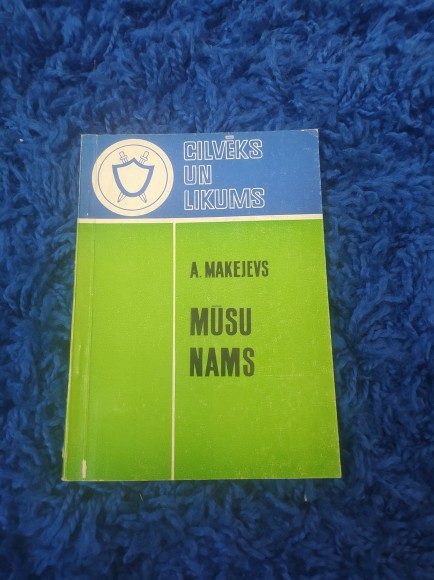 CILVĒKS
UN
LIKUMS
A. MAKEJEVS
MŪSU
NAMS